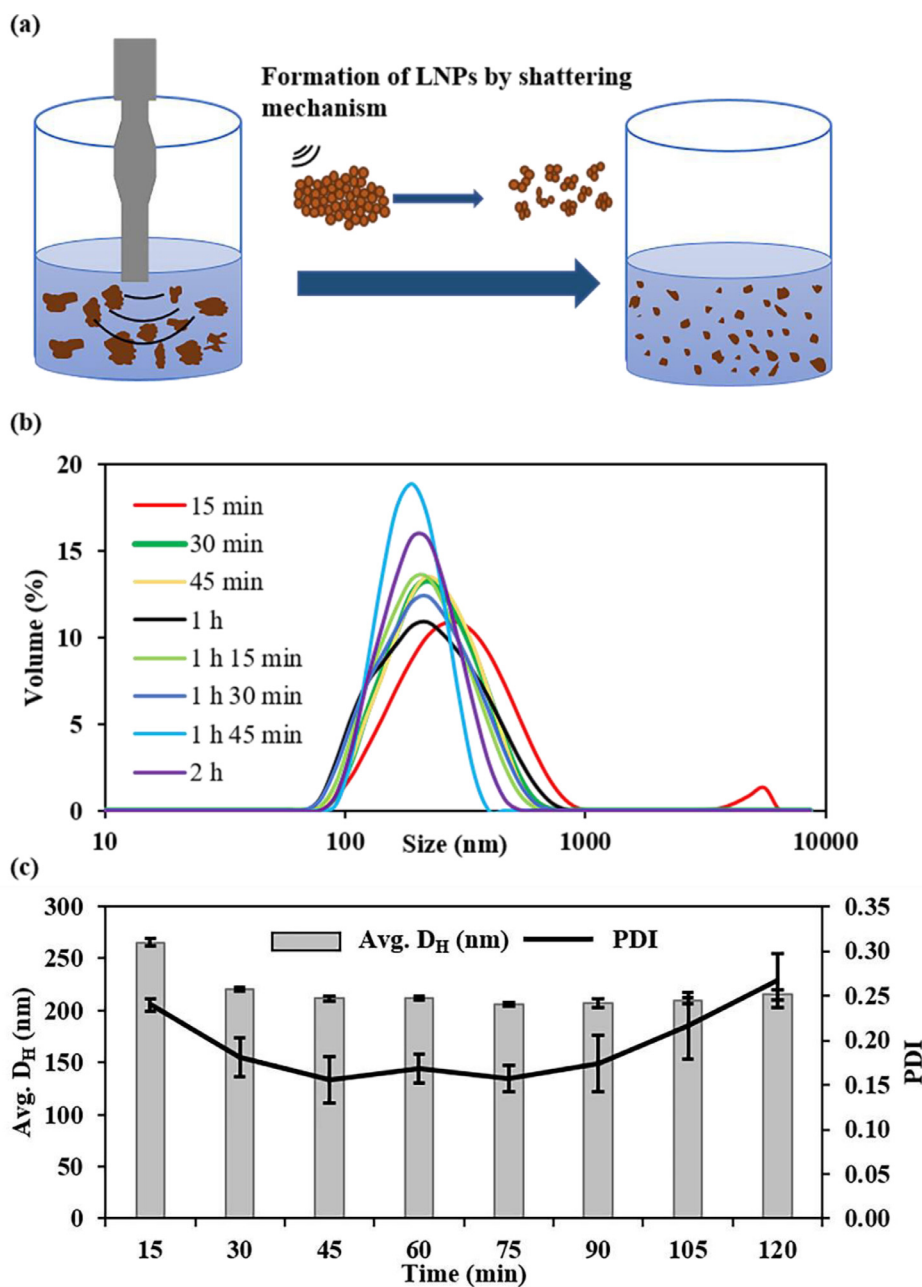 (a)
Formation of LNPs by shattering
mechanism
(b)
20
15
10
5
0
Volume (%)
15 min
30 min
45 min
1 h
1 h 15 min
1 h 30 min
1 h 45 min
2 h
10
100
1000
10000
Size (nm)
(c)
300
250
200
150
100
50
0
Avg. DH (nm)
Avg. DH (nm)
PDI
0.35
0.30
0.25
0.20
0.15
0.10
0.05
0.00
PDI
15
30
45
60
75
90
105
120
Time (min)